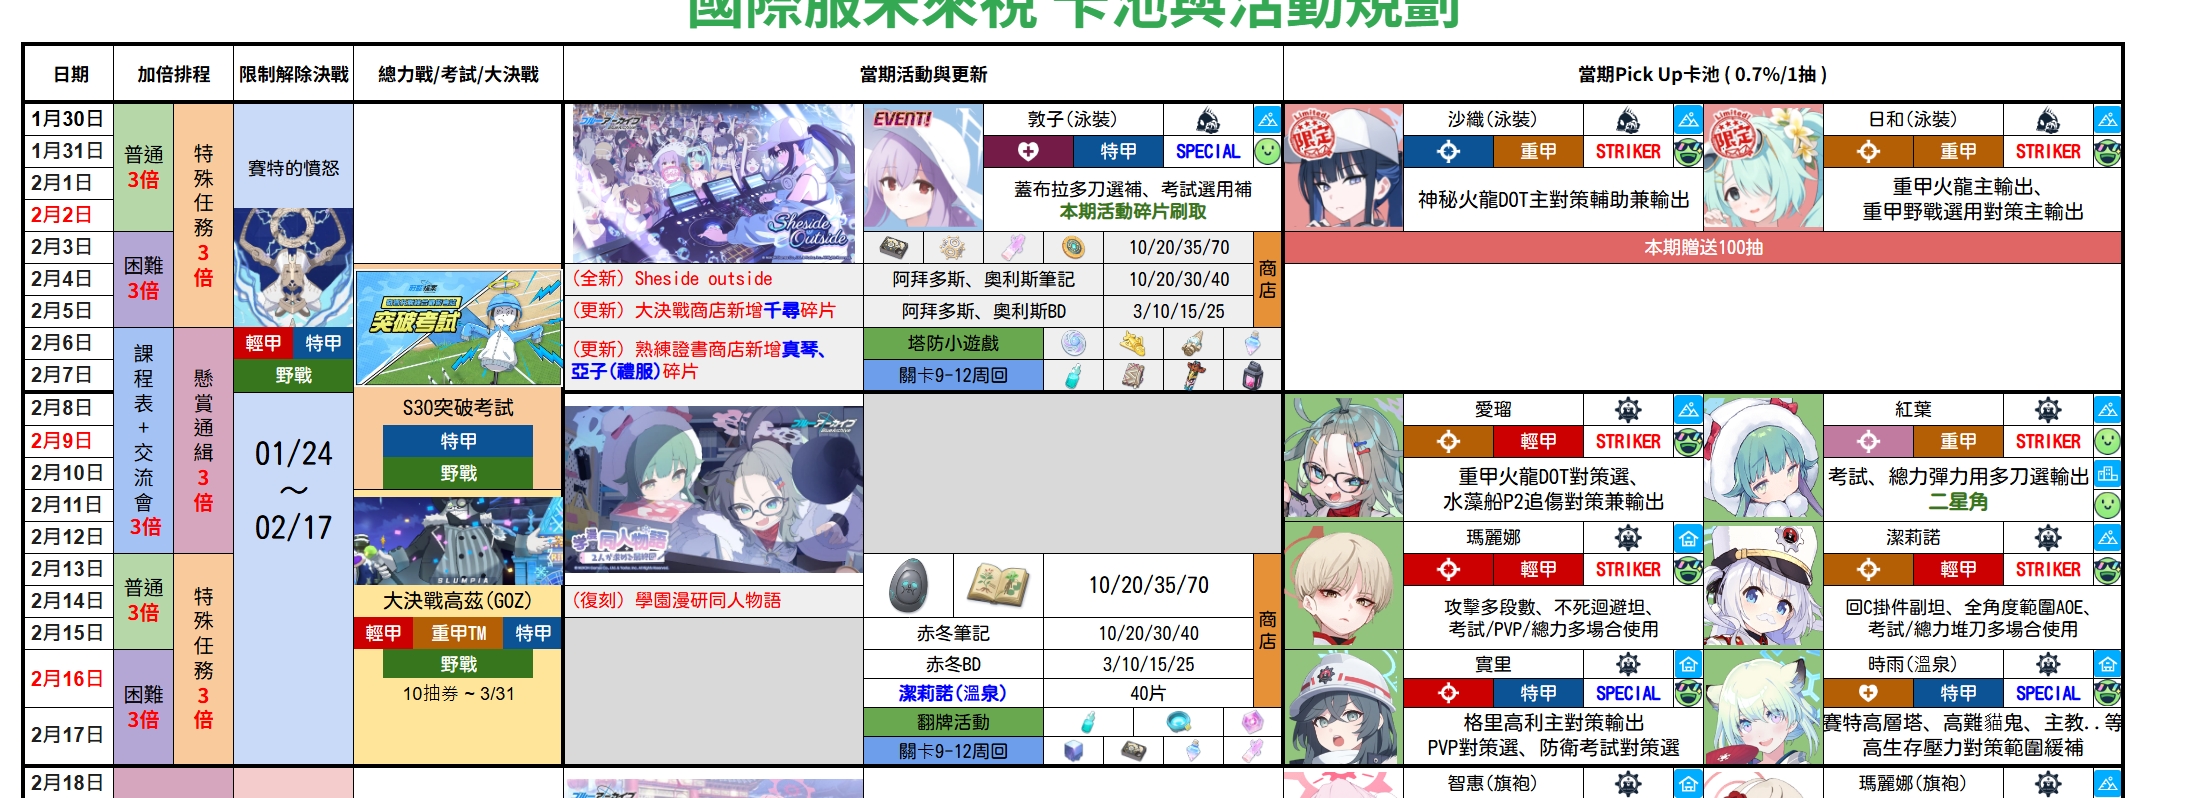 國際服未來視 卡池與活動規劃
日期
加倍排程
限制解除決戰
總力戰/考試/大決戰
當期活動與更新
當期Pick Up卡池 ( 0.7%/1抽 )
1月30日
1月31日
2月1日
2月2日
2月3日
2月4日
2月5日
2月6日
2月7日
2月8日
2月9日
2月10日
2月11日
2月12日
2月13日
2月14日
2月15日
2月16日
2月17日
2月18日
普通
3倍
困難
3倍
課程表+交流會
3倍
普通
3倍
困難
3倍
特殊任務3倍
懸賞通緝3倍
特殊任務3倍
賽特的憤怒
輕甲
特甲
野戰
01/24
～
02/17
突破考試
S30突破考試
特甲
野戰
SLUMPIA
大決戰高茲(GOZ)
輕甲
重甲TM
特甲
野戰
10抽券 ~ 3/31
ブルーアーカイブ
Sheside
Outside
(全新) Sheside outside
(更新) 大決戰商店新增千尋碎片
(更新) 熟練證書商店新增真琴、
亞子(禮服)碎片
EVENT!
敦子(泳裝)
特甲
SPECIAL
蓋布拉多刀選補、考試選用補
本期活動碎片刷取
10/20/35/70
阿拜多斯、奧利斯筆記
10/20/30/40
阿拜多斯、奧利斯BD
3/10/15/25
商店
塔防小遊戲
關卡9-12周回
ブルーアーカイブ
同人物語
(復刻) 學園漫研同人物語
10/20/35/70
赤冬筆記
10/20/30/40
赤冬BD
3/10/15/25
潔莉諾(溫泉)
40片
商店
翻牌活動
關卡9-12周回
Limited!
限定
沙織(泳裝)
重甲
STRIKER
神秘火龍DOT主對策輔助兼輸出
Limited!
限定
日和(泳裝)
重甲
STRIKER
重甲火龍主輸出、
重甲野戰選用對策主輸出
本期贈送100抽
愛瑠
輕甲
STRIKER
重甲火龍DOT對策選、
水藻船P2追傷對策兼輸出
紅葉
重甲
STRIKER
考試、總力彈力用多刀選輸出
二星角
瑪麗娜
輕甲
STRIKER
攻擊多段數、不死迴避坦、
考試/PVP/總力多場合使用
潔莉諾
輕甲
STRIKER
回C掛件副坦、全角度範圍AOE、
考試/總力堆刀多場合使用
實里
特甲
SPECIAL
格里高利主對策輸出
PVP對策選、防衛考試對策選
時雨(溫泉)
特甲
SPECIAL
賽特高層塔、高難貓鬼、主教..等
高生存壓力對策範圍緩補
智惠(旗袍)
瑪麗娜(旗袍)